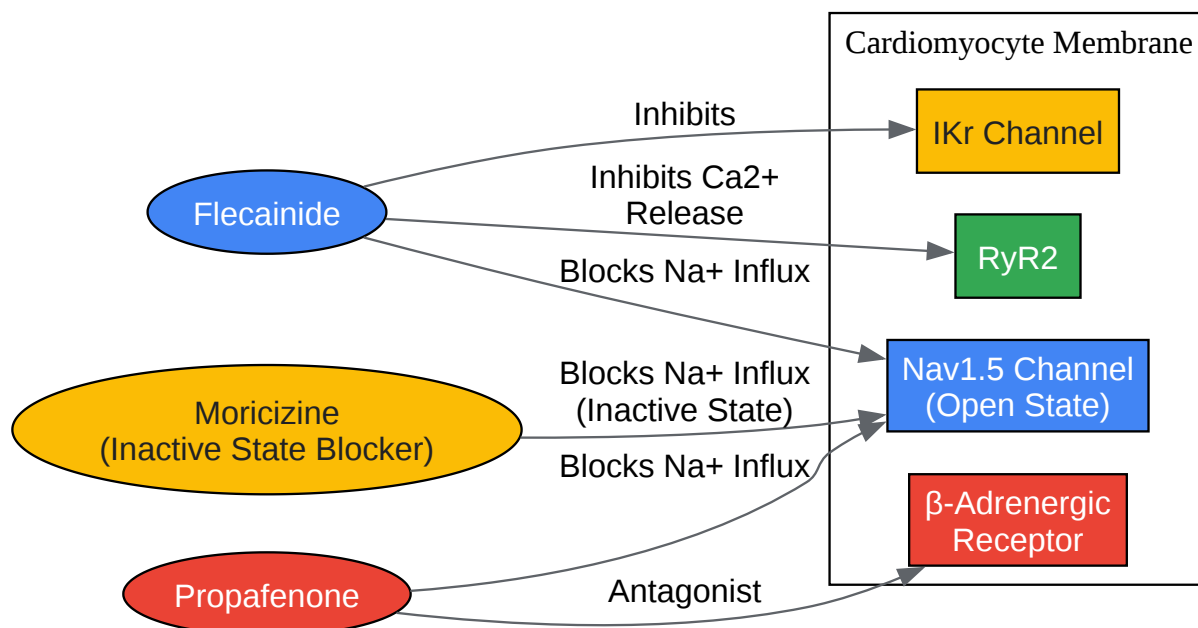 Cardiomyocyte Membrane
Inhibits
IKr Channel
Inhibits Ca2+
Release
Flecainide
RyR2
Blocks Na+ Influx
Nav1.5 Channel
(Open State)
Blocks Na+ Influx
(Inactive State)
Moricizine
(Inactive State Blocker)
Blocks Na+ Influx
β-Adrenergic
Receptor
Propafenone
Antagonist